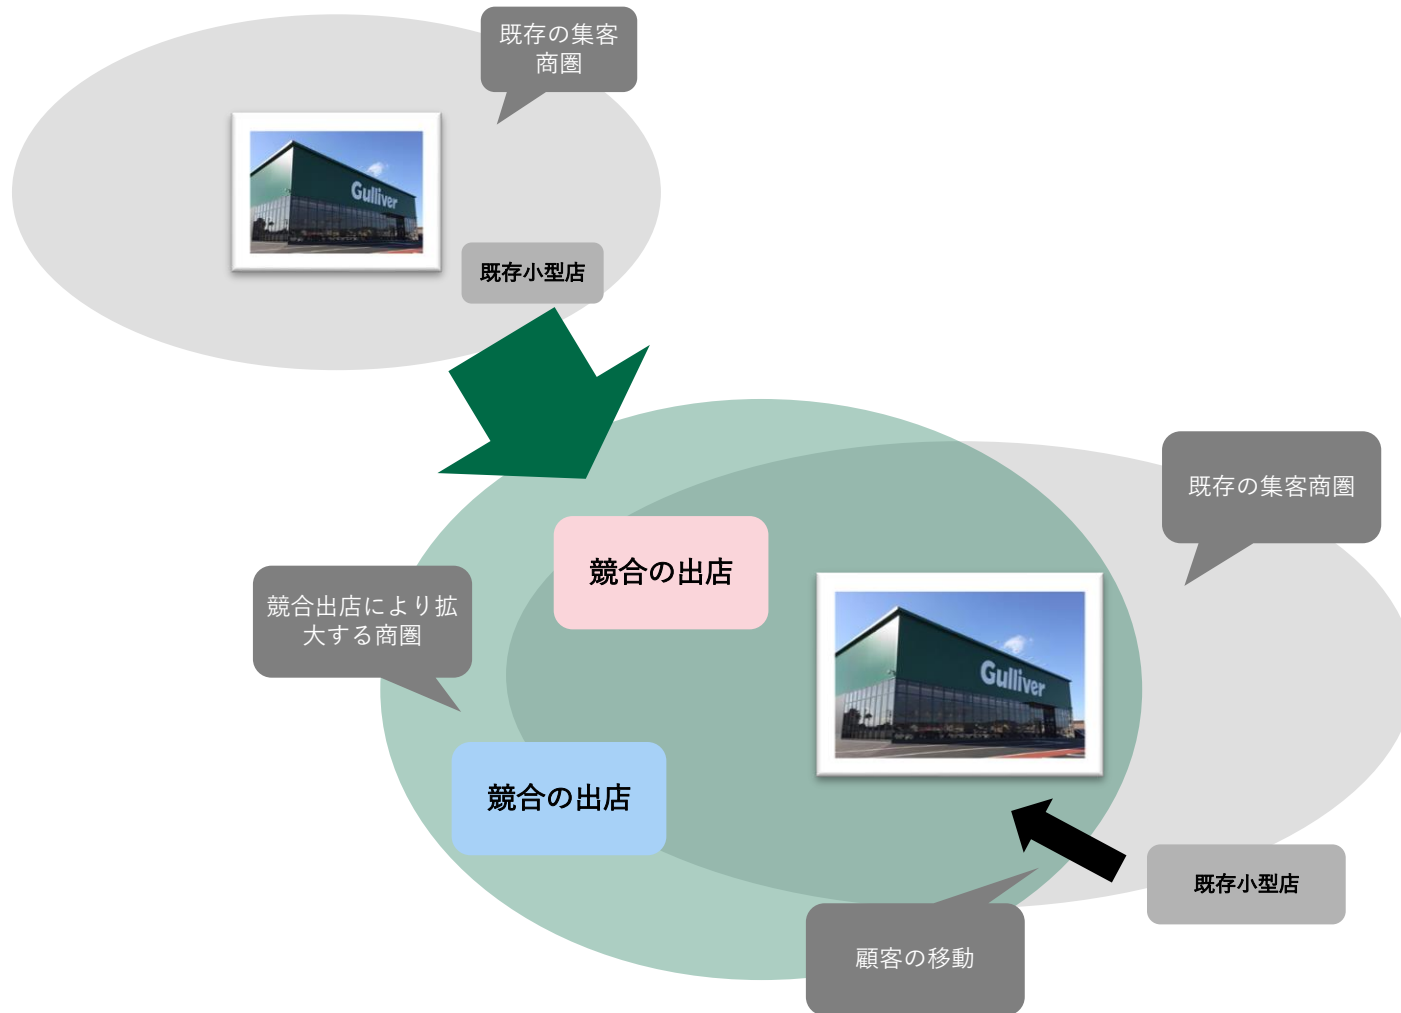 既存の集客
商圏
Gulliver
既存小型店
既存の集客商圏
競合の出店
競合出店により拡
大する商圏
Gulliver
競合の出店
既存小型店
顧客の移動